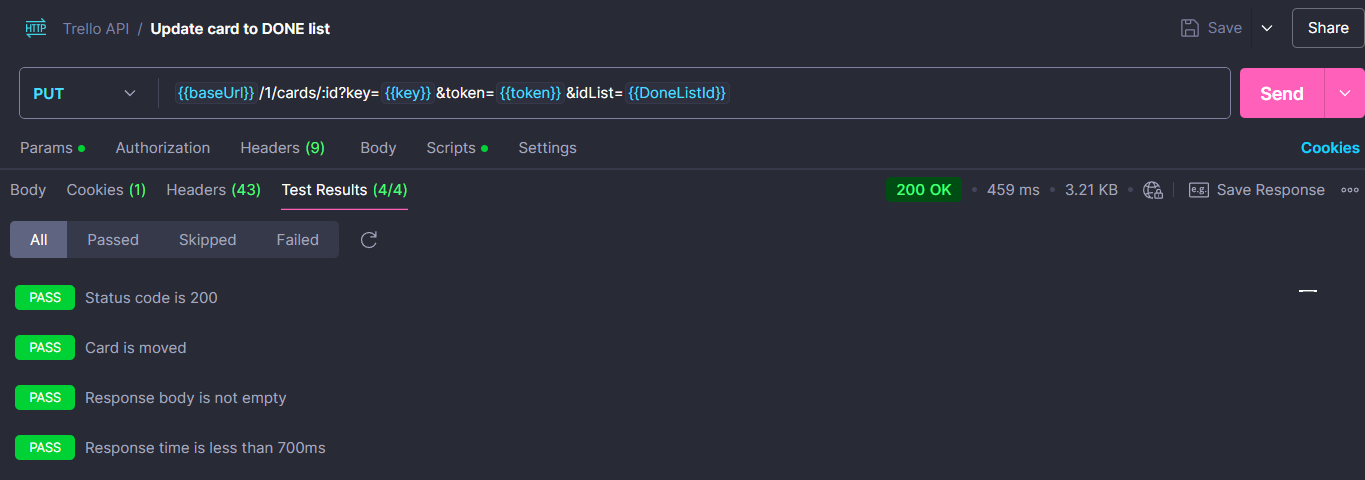 HTTP Trello API / Update card to DONE list Save Share
PUT {{baseUrl}} /1/cards/:id?key= {{key}} &token= {{token}} &idList= {{DoneListId}} Send
Params Authorization Headers (9) Body Scripts Settings Cookies
Body Cookies (1) Headers (43) Test Results (4/4) 200 OK 459 ms 3.21 KB e.g. Save Response
All Passed Skipped Failed
PASS Status code is 200
PASS Card is moved
PASS Response body is not empty
PASS Response time is less than 700ms